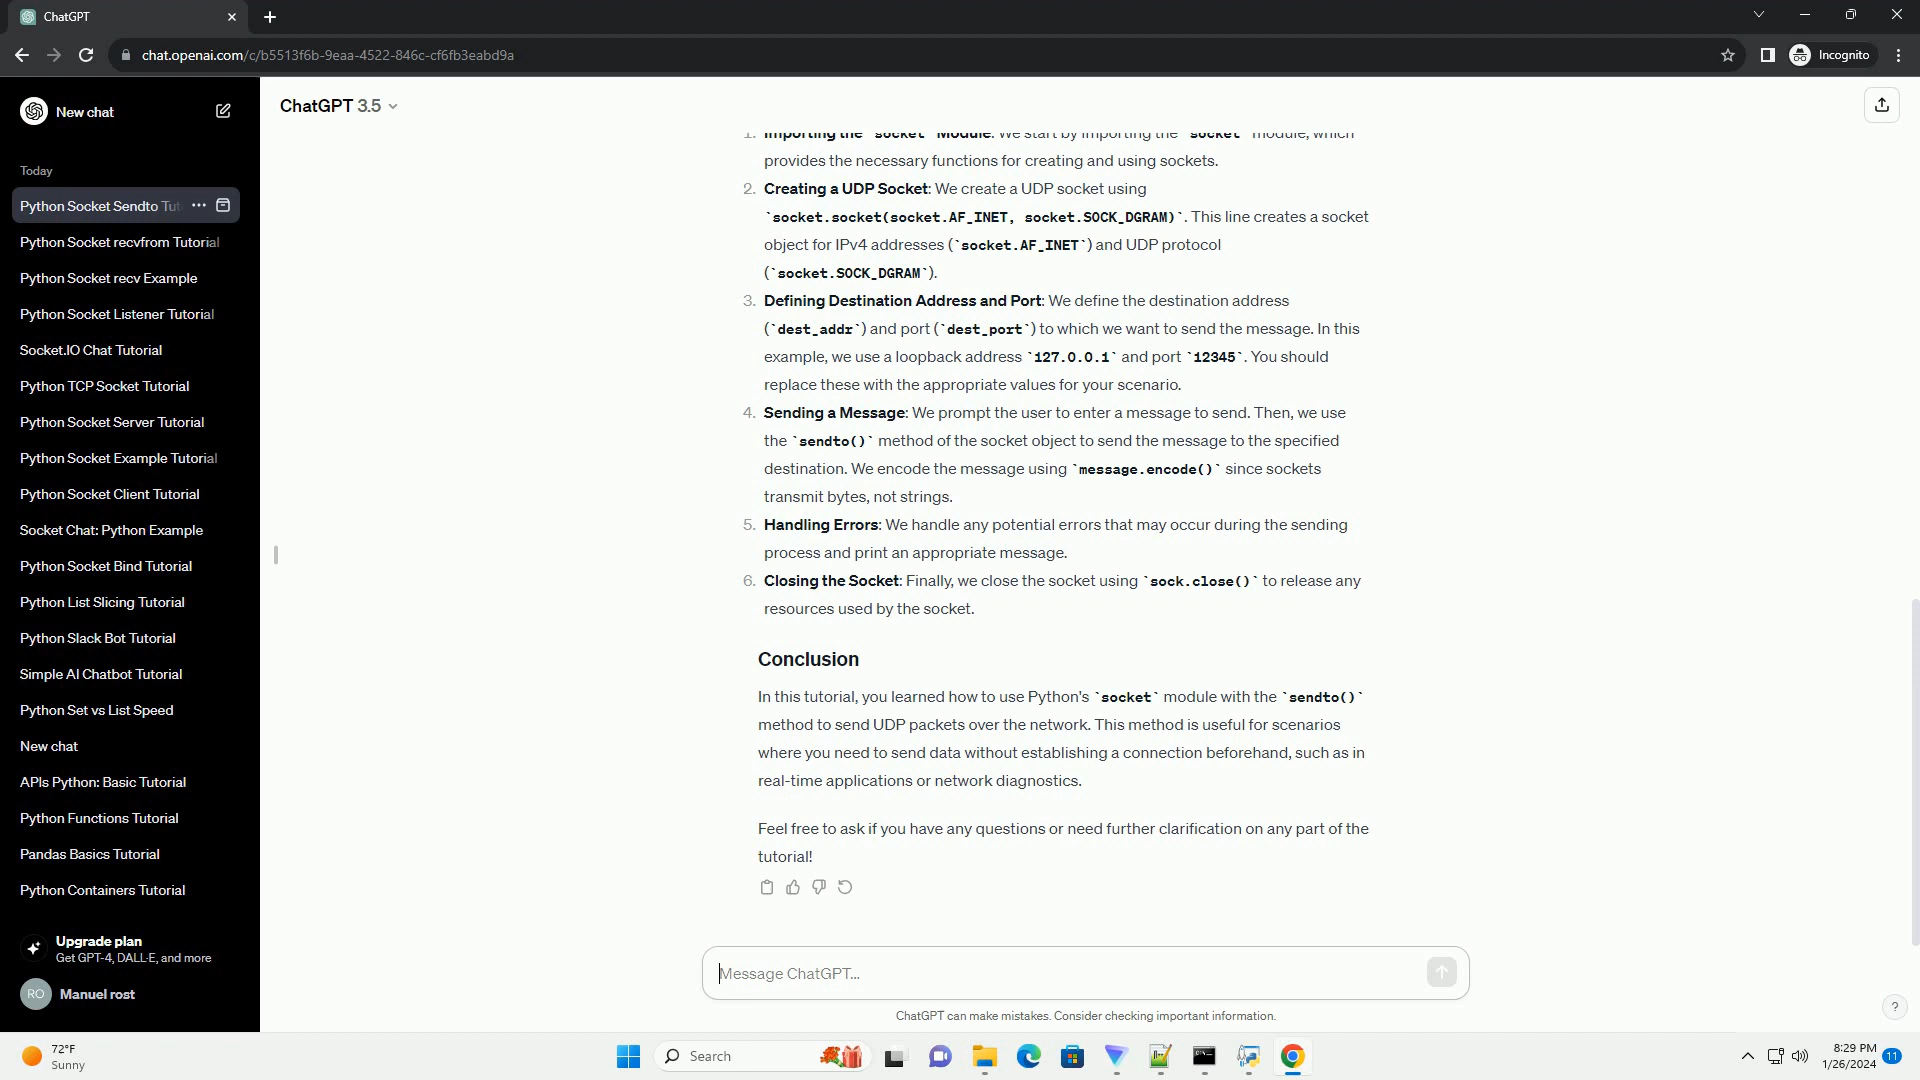 ChatGPT
chat.openai.com/c/b5513f6b-9eaa-4522-846c-cf6fb3eabd9a
Incognito
New chat
Today
Python Socket Sendto Tut
Python Socket recvfrom Tutorial
Python Socket recv Example
Python Socket Listener Tutorial
Socket.IO Chat Tutorial
Python TCP Socket Tutorial
Python Socket Server Tutorial
Python Socket Example Tutorial
Python Socket Client Tutorial
Socket Chat: Python Example
Python Socket Bind Tutorial
Python List Slicing Tutorial
Python Slack Bot Tutorial
Simple AI Chatbot Tutorial
Python Set vs List Speed
New chat
APIs Python: Basic Tutorial
Python Functions Tutorial
Pandas Basics Tutorial
Python Containers Tutorial
Upgrade plan
Get GPT-4, DALL·E, and more
RO Manuel rost
ChatGPT 3.5
1. Importing the `socket` Module: We start by importing the `socket` module, which
provides the necessary functions for creating and using sockets.
2. Creating a UDP Socket: We create a UDP socket using
`socket.socket(socket.AF_INET, socket.SOCK_DGRAM)`. This line creates a socket
object for IPv4 addresses (`socket.AF_INET`) and UDP protocol
(`socket.SOCK_DGRAM`).
3. Defining Destination Address and Port: We define the destination address
(`dest_addr`) and port (`dest_port`) to which we want to send the message. In this
example, we use a loopback address `127.0.0.1` and port `12345`. You should
replace these with the appropriate values for your scenario.
4. Sending a Message: We prompt the user to enter a message to send. Then, we use
the `sendto()` method of the socket object to send the message to the specified
destination. We encode the message using `message.encode()` since sockets
transmit bytes, not strings.
5. Handling Errors: We handle any potential errors that may occur during the sending
process and print an appropriate message.
6. Closing the Socket: Finally, we close the socket using `sock.close()` to release any
resources used by the socket.
Conclusion
In this tutorial, you learned how to use Python's `socket` module with the `sendto()`
method to send UDP packets over the network. This method is useful for scenarios
where you need to send data without establishing a connection beforehand, such as in
real-time applications or network diagnostics.
Feel free to ask if you have any questions or need further clarification on any part of the
tutorial!
Message ChatGPT...
ChatGPT can make mistakes. Consider checking important information.
?
72°F
Sunny
Search
8:29 PM
1/26/2024
11